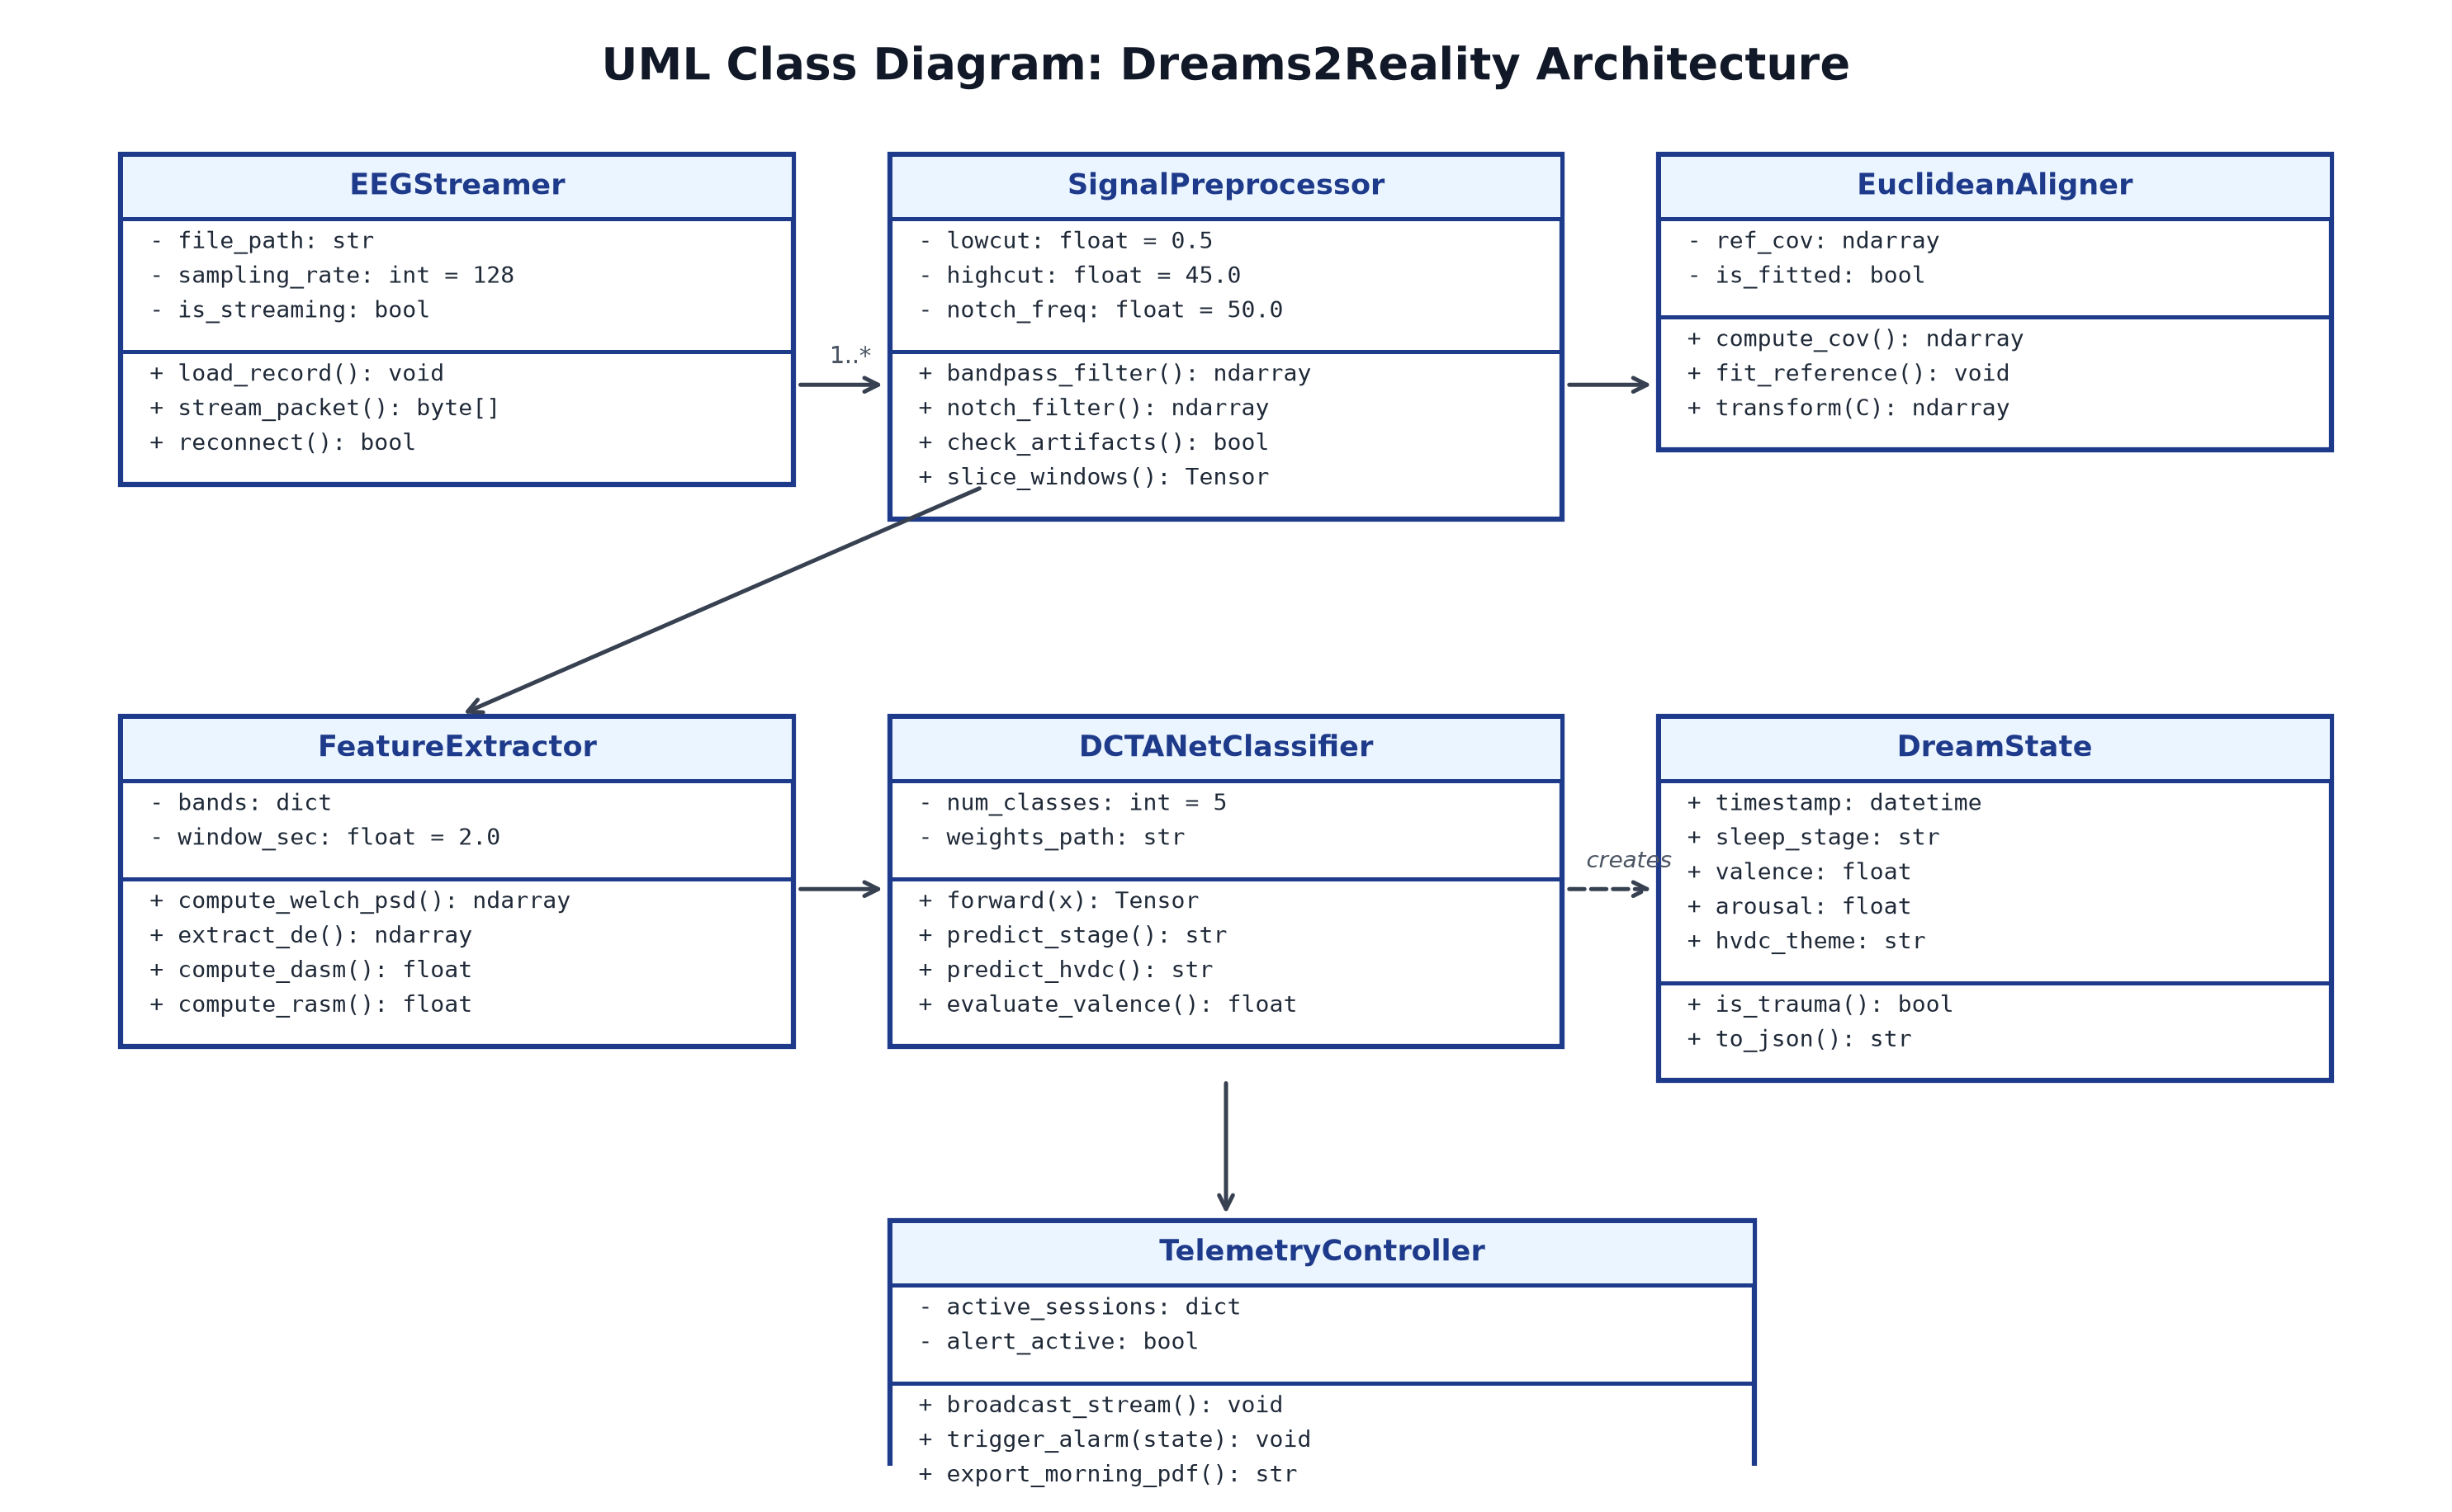 UML Class Diagram: Dreams2Reality Architecture
EEGStreamer
- file_path: str
- sampling_rate: int = 128
- is_streaming: bool
+ load_record(): void
+ stream_packet(): byte[]
+ reconnect(): bool
1..*
SignalPreprocessor
- lowcut: float = 0.5
- highcut: float = 45.0
- notch_freq: float = 50.0
+ bandpass_filter(): ndarray
+ notch_filter(): ndarray
+ check_artifacts(): bool
+ slice_windows(): Tensor
EuclideanAligner
- ref_cov: ndarray
- is_fitted: bool
+ compute_cov(): ndarray
+ fit_reference(): void
+ transform(C): ndarray
FeatureExtractor
- bands: dict
- window_sec: float = 2.0
+ compute_welch_psd(): ndarray
+ extract_de(): ndarray
+ compute_dasm(): float
+ compute_rasm(): float
DCTANetClassifier
- num_classes: int = 5
- weights_path: str
+ forward(x): Tensor
+ predict_stage(): str
+ predict_hvdc(): str
+ evaluate_valence(): float
creates
DreamState
+ timestamp: datetime
+ sleep_stage: str
+ valence: float
+ arousal: float
+ hvdc_theme: str
+ is_trauma(): bool
+ to_json(): str
TelemetryController
- active_sessions: dict
- alert_active: bool
+ broadcast_stream(): void
+ trigger_alarm(state): void
+ export_morning_pdf(): str